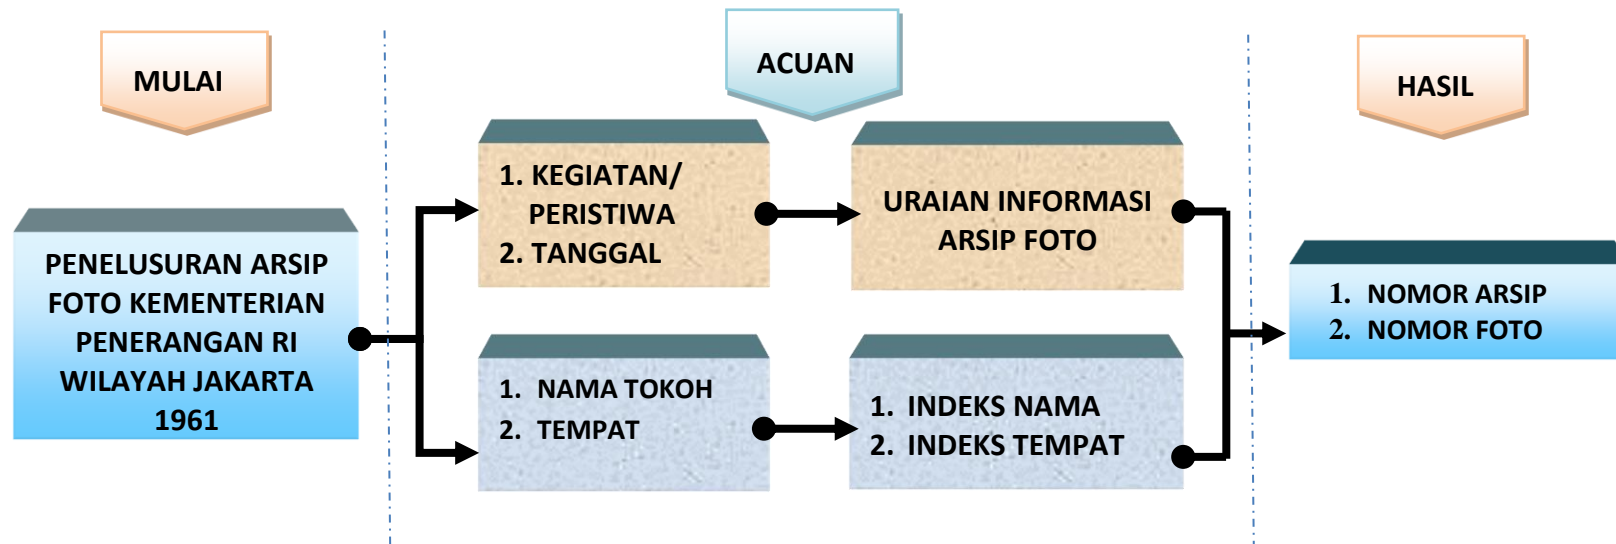 MULAI
ACUAN
HASIL
PENELUSURAN ARSIP
FOTO KEMENTERIAN
PENERANGAN RI
WILAYAH JAKARTA
1961
1. KEGIATAN/
PERISTIWA
2. TANGGAL
URAIAN INFORMASI
ARSIP FOTO
1. NAMA TOKOH
2. TEMPAT
1. INDEKS NAMA
2. INDEKS TEMPAT
1. NOMOR ARSIP
2. NOMOR FOTO